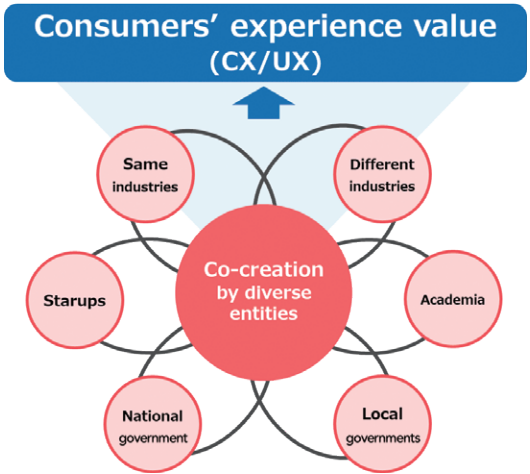 Consumers’ experience value
(CX/UX)
Same
industries
Different
industries
Co-creation
by diverse
entities
Starups
Academia
National
government
Local
governments